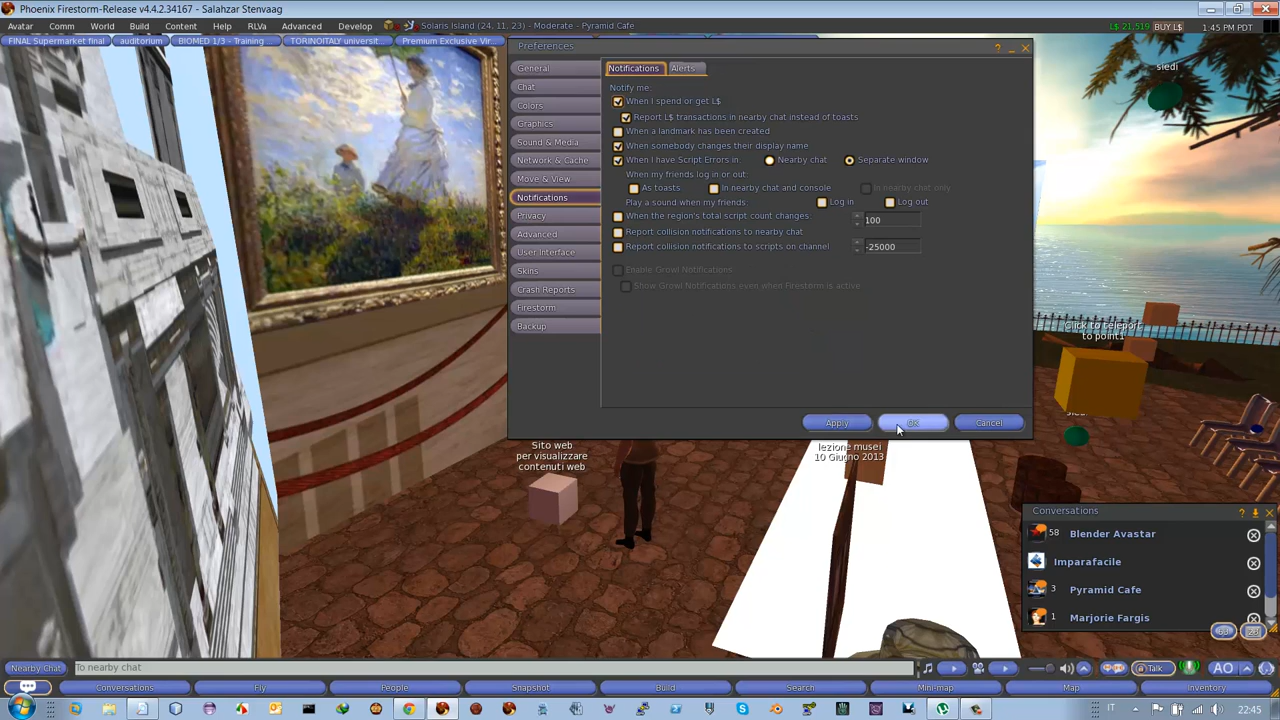 Phoenix Firestorm-Release v4.4.2.34167 - Salahzar Stenvaag
Avatar Comm World Build Content Help RLVa Advanced Develop Solaris Island (24, 11, 23) - Moderate - Pyramid Cafe L$ 21,519 BUY L$ 1:45 PM PDT
FINAL Supermarket final auditorium BIOMED 1/3 - Training ... TORINOITALY universit... Premium Exclusive Vir...
Preferences
General
Chat
Colors
Graphics
Sound & Media
Network & Cache
Move & View
Notifications
Privacy
Advanced
User Interface
Skins
Crash Reports
Firestorm
Backup
Notifications Alerts
Notify me:
When I spend or get L$
Report L$ transactions in nearby chat instead of toasts
When a landmark has been created
When somebody changes their display name
When I have Script Errors in Nearby chat Separate window
When my friends log in or out:
As toasts In nearby chat and console In nearby chat only
Play a sound when my friends: Log in Log out
When the region's total script count changes: 100
Report collision notifications to nearby chat
Report collision notifications to scripts on channel -25000
Enable Growl Notifications
Show Growl Notifications even when Firestorm is active
Apply OK Cancel
siedi
Click to teleport
to point1
Sito web
per visualizzare
contenuti web
lezione musei
10 Giugno 2013
Conversations
58 Blender Avastar
Imparafacile
3 Pyramid Cafe
1 Marjorie Fargis
Nearby Chat To nearby chat Talk AO
Conversations Fly People Snapshot Build Search Mini-map Map Inventory
IT 22:45